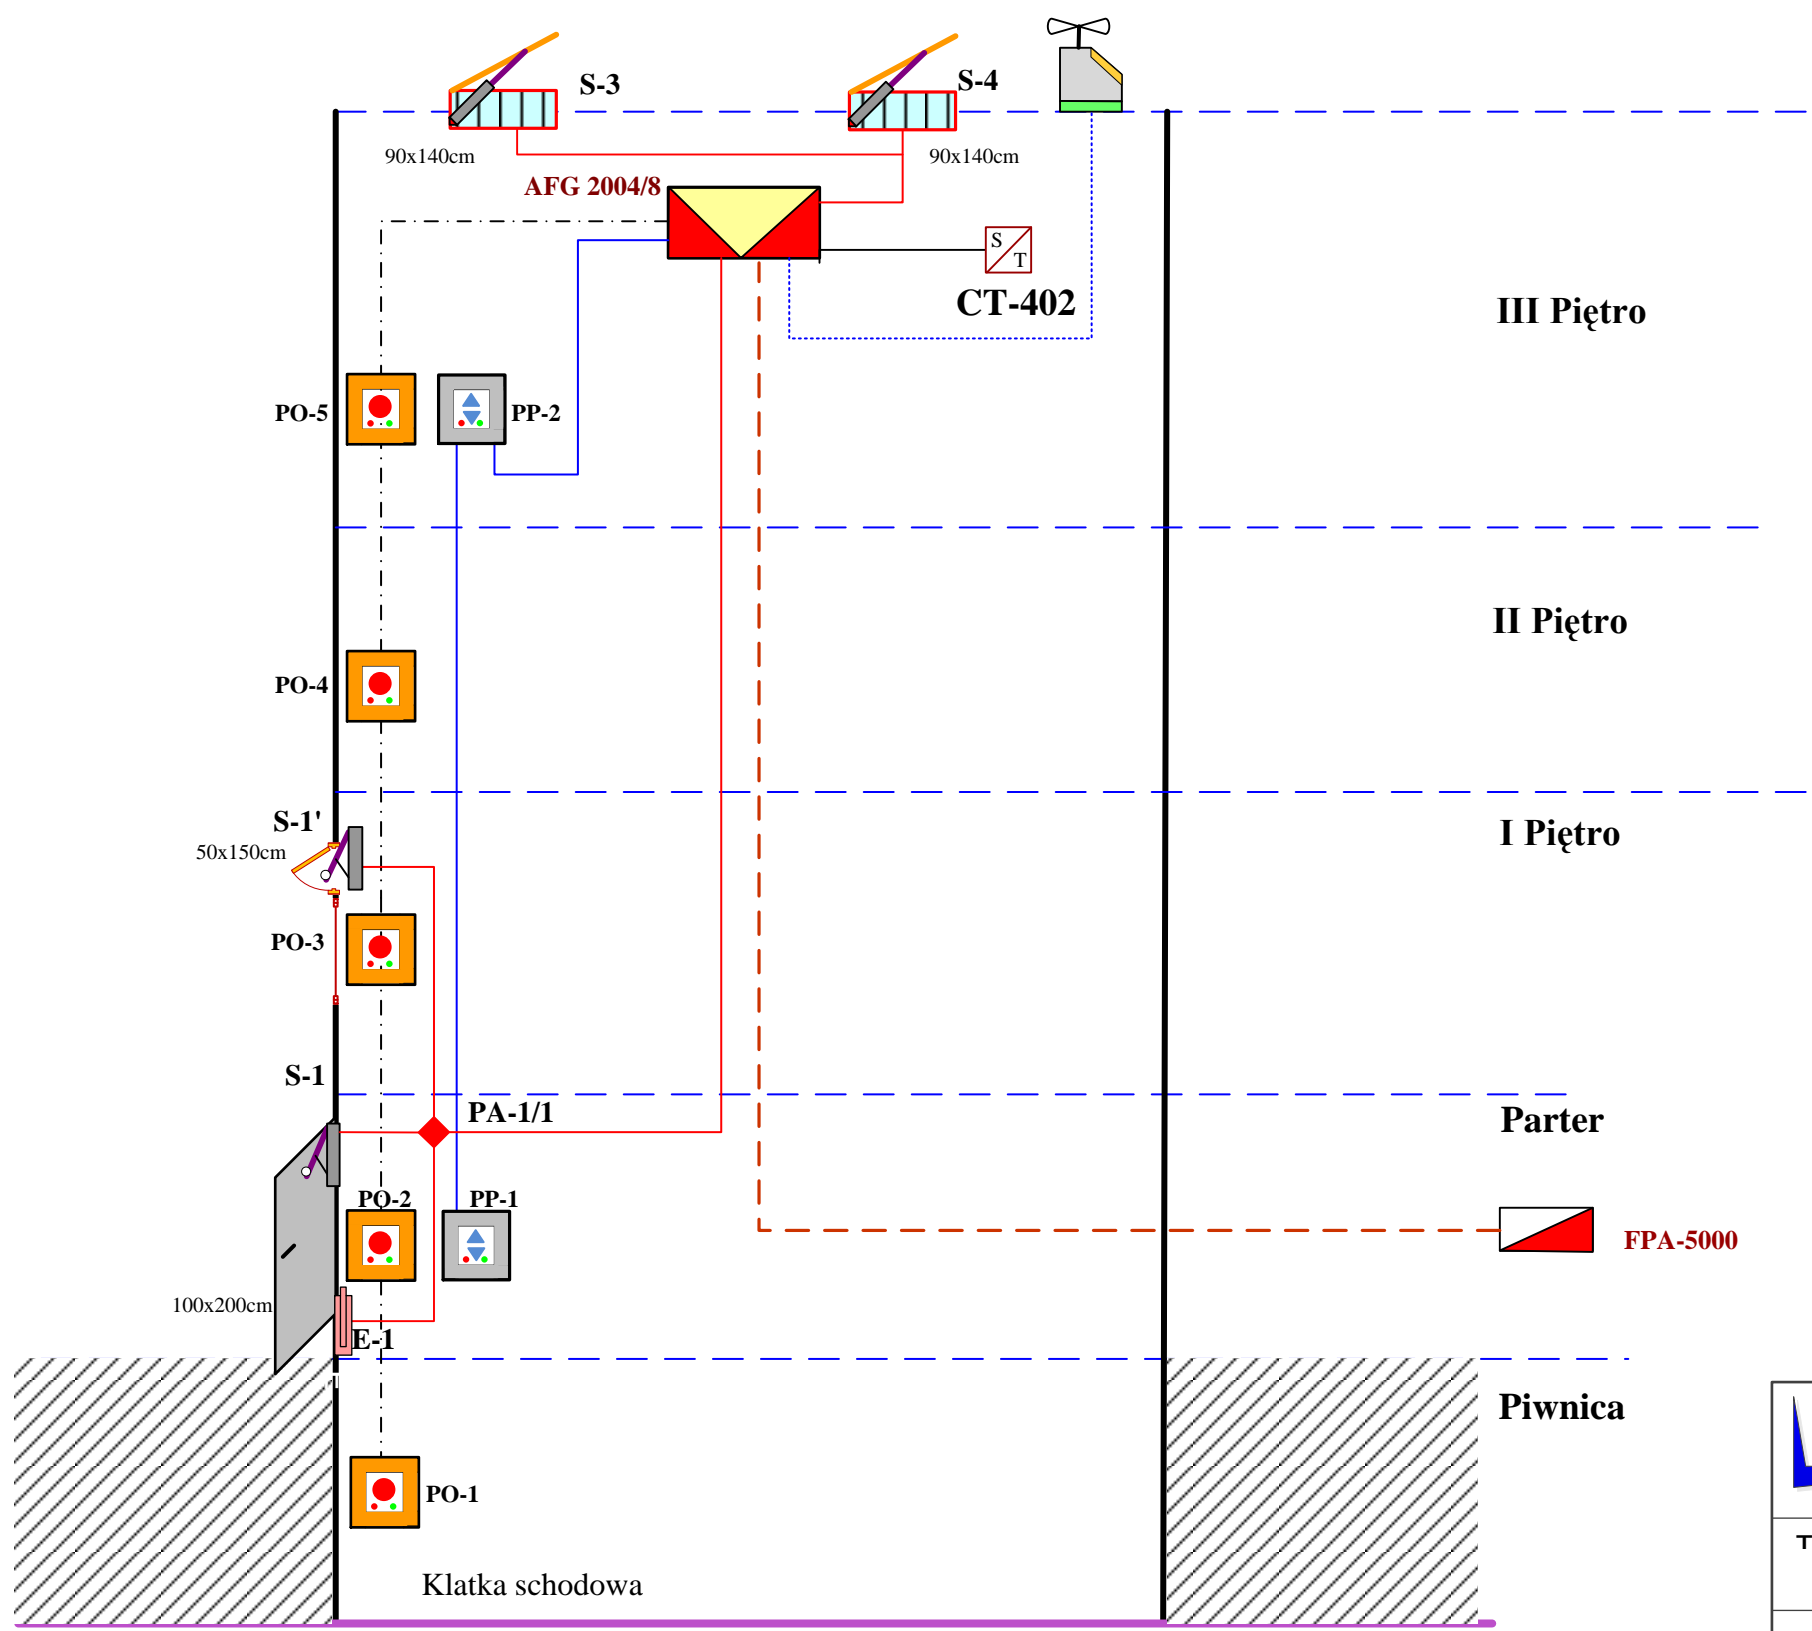 S-3
S-4
90x140cm
90x140cm
AFG 2004/8
S
T
CT-402
III Piętro
PO-5
PP-2
II Piętro
PO-4
S-1'
I Piętro
50x150cm
PO-3
S-1
PA-1/1
Parter
PO-2
PP-1
FPA-5000
100x200cm
E-1
Piwnica
PO-1
T
Klatka schodowa